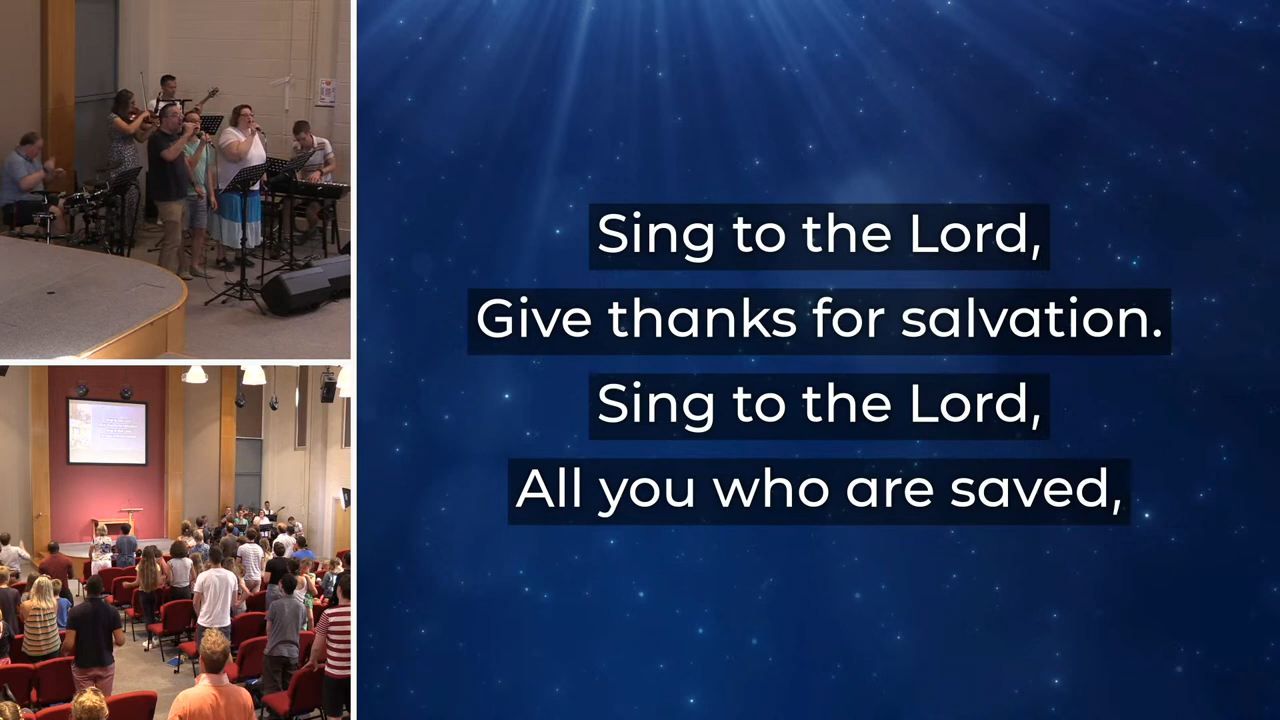 Sing to the Lord,
Give thanks for salvation.
Sing to the Lord,
All you who are saved,